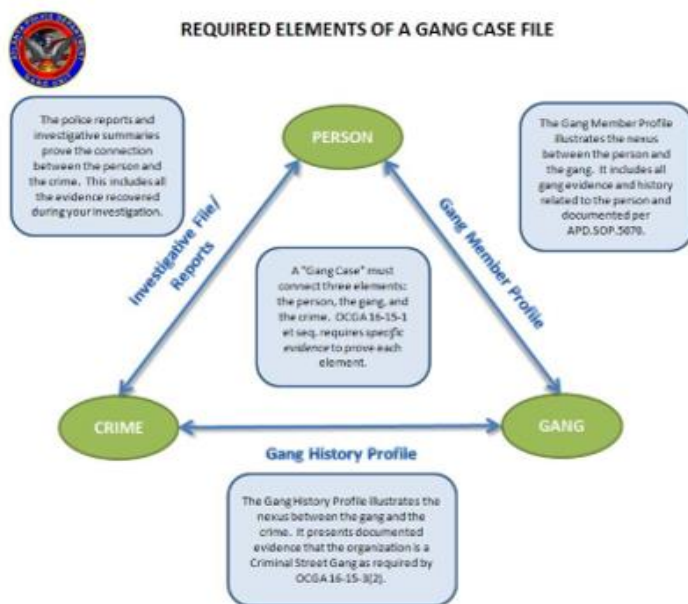 REQUIRED ELEMENTS OF A GANG CASE FILE
ATLANTA POLICE DEPARTMENT
GANG UNIT
The police reports and
investigative summaries
prove the connection
between the person and
the crime. This includes all
the evidence recovered
during your investigation.
PERSON
The Gang Member Profile
illustrates the nexus
between the person and
the gang. It includes all
gang evidence and history
related to the person and
documented per
APD.SOP.5070.
Investigative File/
Reports
Gang Member Profile
A "Gang Case" must
connect three elements:
the person, the gang, and
the crime. OCGA 16-15-1
et seq. requires specific
evidence to prove each
element.
CRIME
GANG
Gang History Profile
The Gang History Profile illustrates the
nexus between the gang and the
crime. It presents documented
evidence that the organization is a
Criminal Street Gang as required by
OCGA 16-15-3(2).